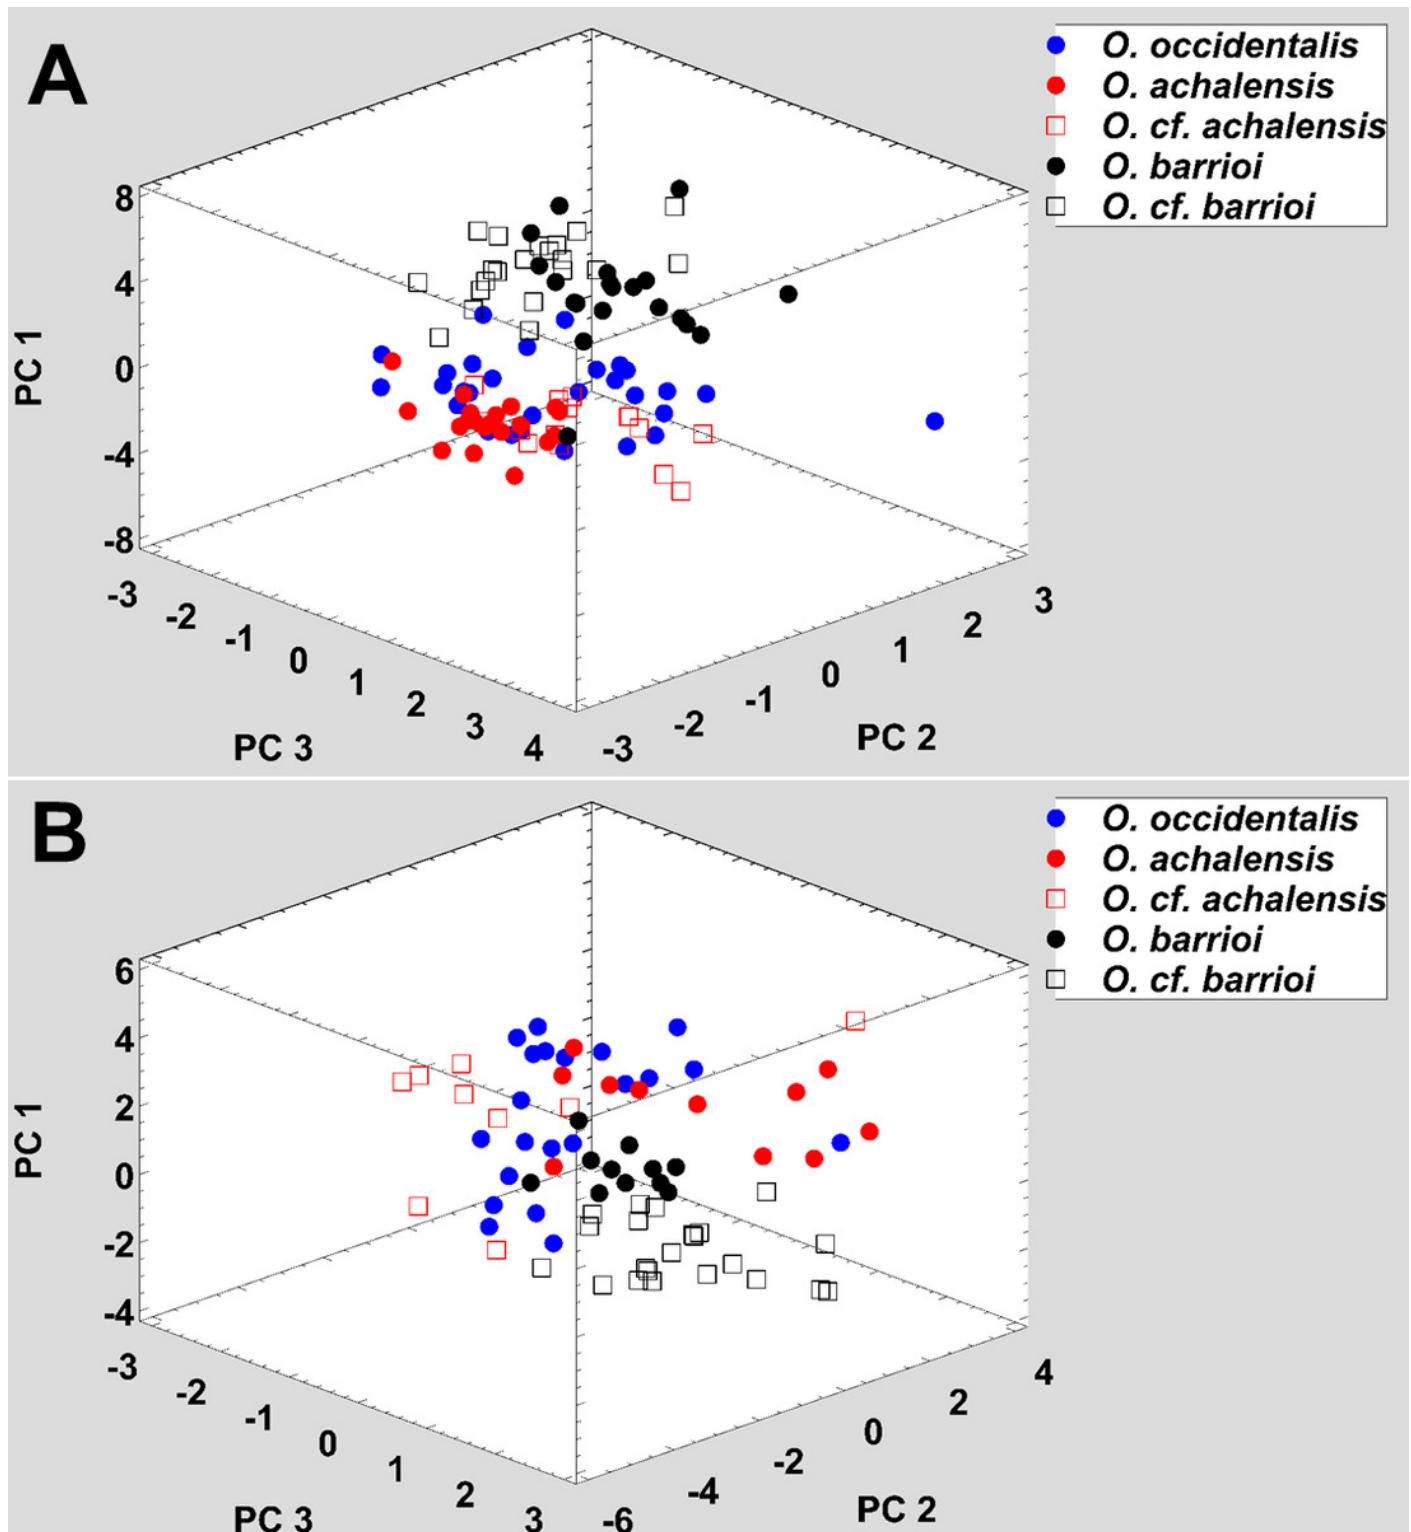 A
O. occidentalis
O. achalensis
O. cf. achalensis
O. barrioi
O. cf. barrioi
8
4
0
-4
-8
PC 1
-3
-2
-1
0
1
2
3
4
PC 3
-3
-2
-1
0
1
2
3
PC 2
B
O. occidentalis
O. achalensis
O. cf. achalensis
O. barrioi
O. cf. barrioi
6
4
2
0
-2
-4
PC 1
-3
-2
-1
0
1
2
3
PC 3
-6
-4
-2
0
2
4
PC 2